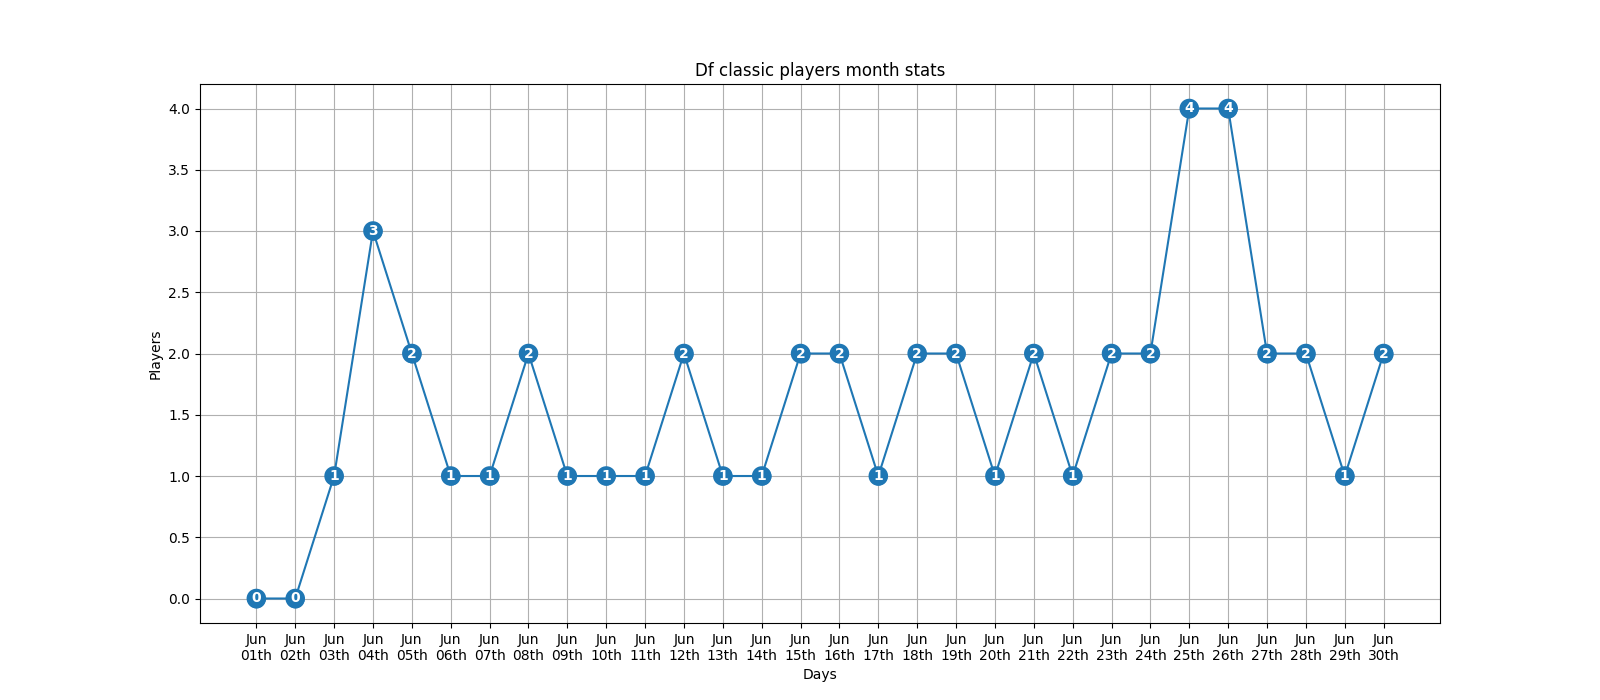 Df classic players month stats
4.0
3.5
3.0
2.5
2.0
1.5
1.0
0.5
0.0
Players
0 0 1 3 2 1 1 2 1 1 1 2 1 1 2 2 1 2 2 1 2 1 2 2 4 4 2 2 1 2
Jun Jun Jun Jun Jun Jun Jun Jun Jun Jun Jun Jun Jun Jun Jun Jun Jun Jun Jun Jun Jun Jun Jun Jun Jun Jun Jun Jun Jun Jun
01th 02th 03th 04th 05th 06th 07th 08th 09th 10th 11th 12th 13th 14th 15th 16th 17th 18th 19th 20th 21th 22th 23th 24th 25th 26th 27th 28th 29th 30th
Days